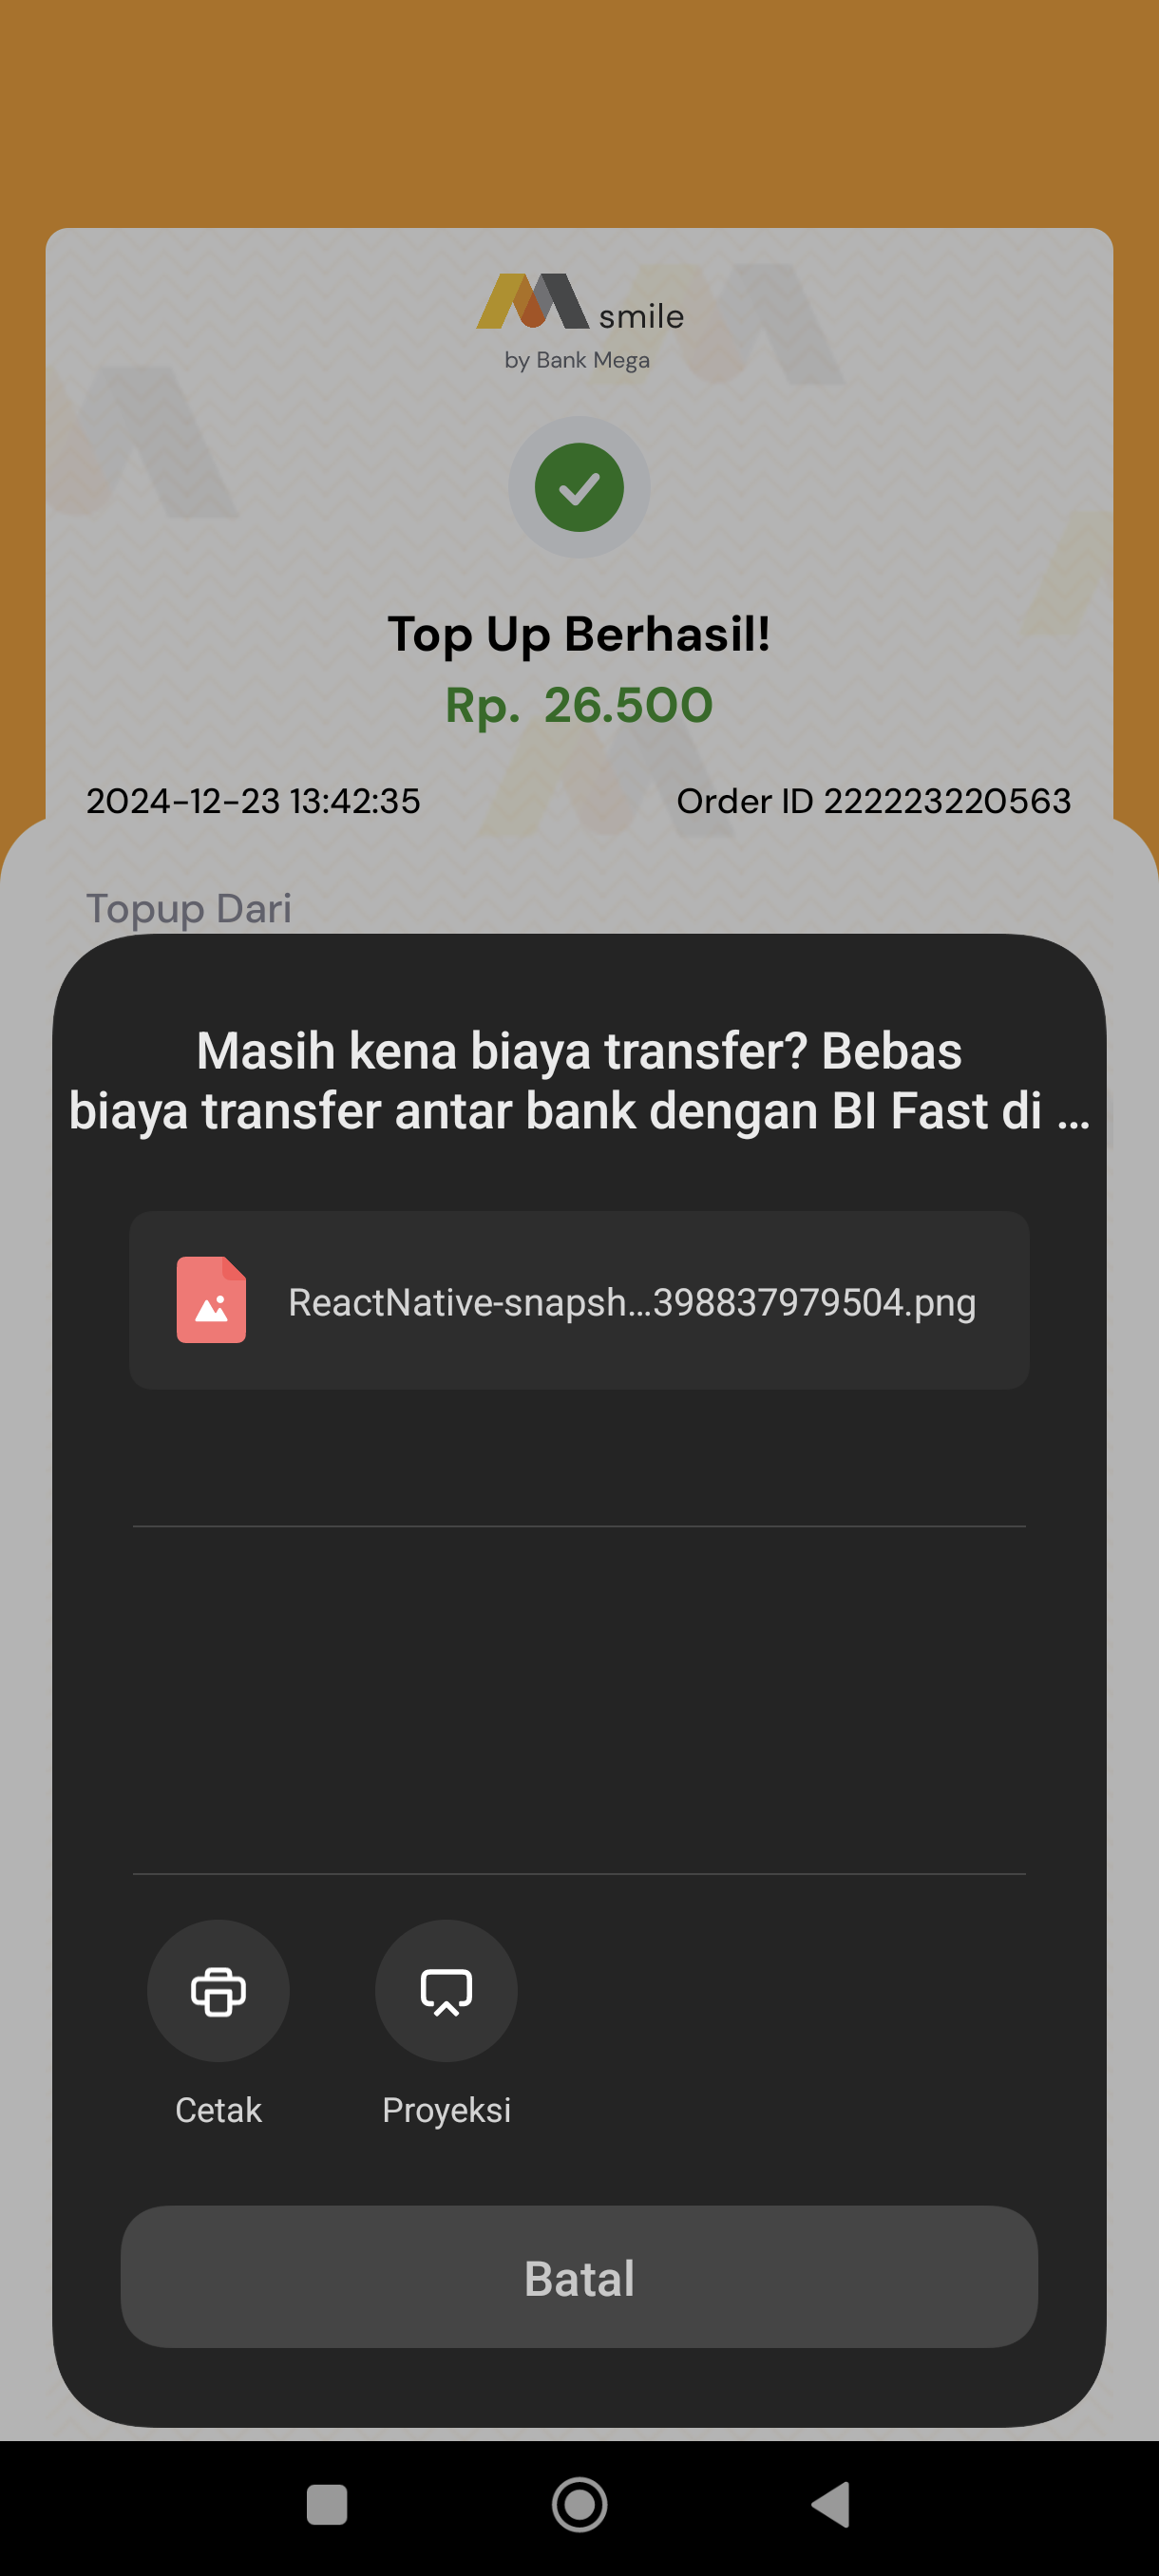 smile
by Bank Mega
Top Up Berhasil!
Rp.  26.500
2024-12-23 13:42:35
Order ID 222223220563
Topup Dari
Masih kena biaya transfer? Bebas
biaya transfer antar bank dengan BI Fast di ...
ReactNative-snapsh...398837979504.png
Cetak
Proyeksi
Batal